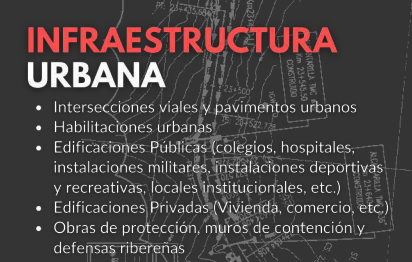 INFRAESTRUCTURA
URBANA
• Intersecciones viales y pavimentos urbanos
• Habilitaciones urbanas
• Edificaciones Públicas (colegios, hospitales,
instalaciones militares, instalaciones deportivas
y recreativas, locales institucionales, etc.)
• Edificaciones Privadas (Vivienda, comercio, etc.)
• Obras de protección, muros de contención y
defensas ribereñas